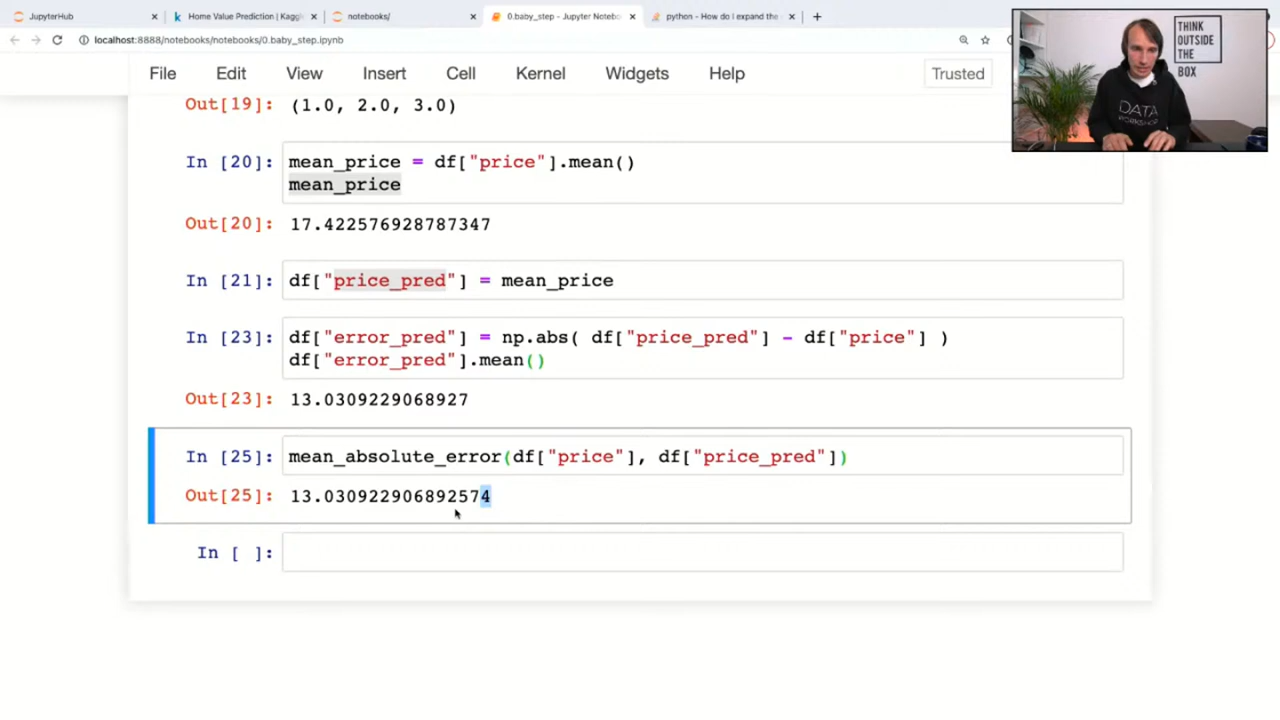 JupyterHub
Home Value Prediction | Kaggl
notebooks/
0.baby_step - Jupyter Notebo
python - How do I expand the
localhost:8888/notebooks/notebooks/0.baby_step.ipynb
File Edit View Insert Cell Kernel Widgets Help Trusted
THINK
OUTSIDE
THE
BOX
DATA
WORKSHOP
Out[19]: (1.0, 2.0, 3.0)
In [20]: mean_price = df["price"].mean()
mean_price
Out[20]: 17.422576928787347
In [21]: df["price_pred"] = mean_price
In [23]: df["error_pred"] = np.abs( df["price_pred"] - df["price"] )
df["error_pred"].mean()
Out[23]: 13.0309229068927
In [25]: mean_absolute_error(df["price"], df["price_pred"])
Out[25]: 13.030922906892574
In [ ]: